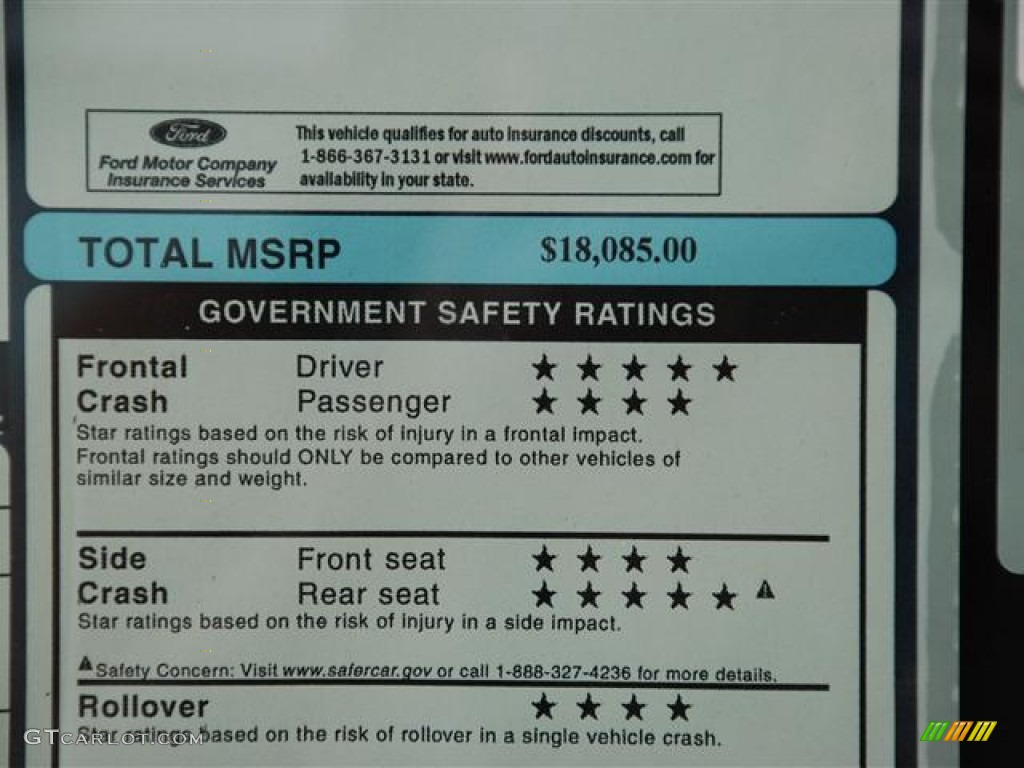 Ford
Ford Motor Company
Insurance Services
This vehicle qualifies for auto insurance discounts, call
1-866-367-3131 or visit www.fordautoinsurance.com for
availability in your state.
TOTAL MSRP $18,085.00
GOVERNMENT SAFETY RATINGS
Frontal Driver ★ ★ ★ ★ ★
Crash Passenger ★ ★ ★ ★
Star ratings based on the risk of injury in a frontal impact.
Frontal ratings should ONLY be compared to other vehicles of
similar size and weight.
Side Front seat ★ ★ ★ ★
Crash Rear seat ★ ★ ★ ★ ★ ⚠
Star ratings based on the risk of injury in a side impact.
⚠ Safety Concern: Visit www.safercar.gov or call 1-888-327-4236 for more details.
Rollover ★ ★ ★ ★
Star ratings based on the risk of rollover in a single vehicle crash.
GTCARLOT.COM